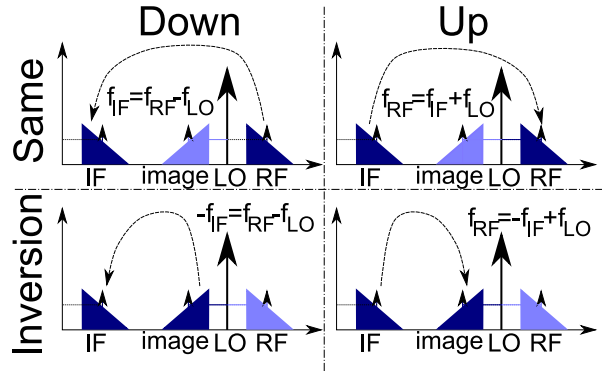 Down
Up
Same
f_IF=f_RF-f_LO
IF
image
LO
RF
f_RF=f_IF+f_LO
IF
image
LO
RF
Inversion
-f_IF=f_RF-f_LO
IF
image
LO
RF
f_RF=-f_IF+f_LO
IF
image
LO
RF